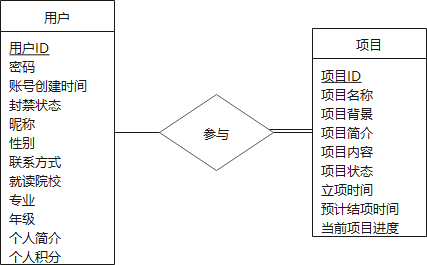 用户
用户ID
密码
账号创建时间
封禁状态
昵称
性别
联系方式
就读院校
专业
年级
个人简介
个人积分
参与
项目
项目ID
项目名称
项目背景
项目简介
项目内容
项目状态
立项时间
预计结项时间
当前项目进度